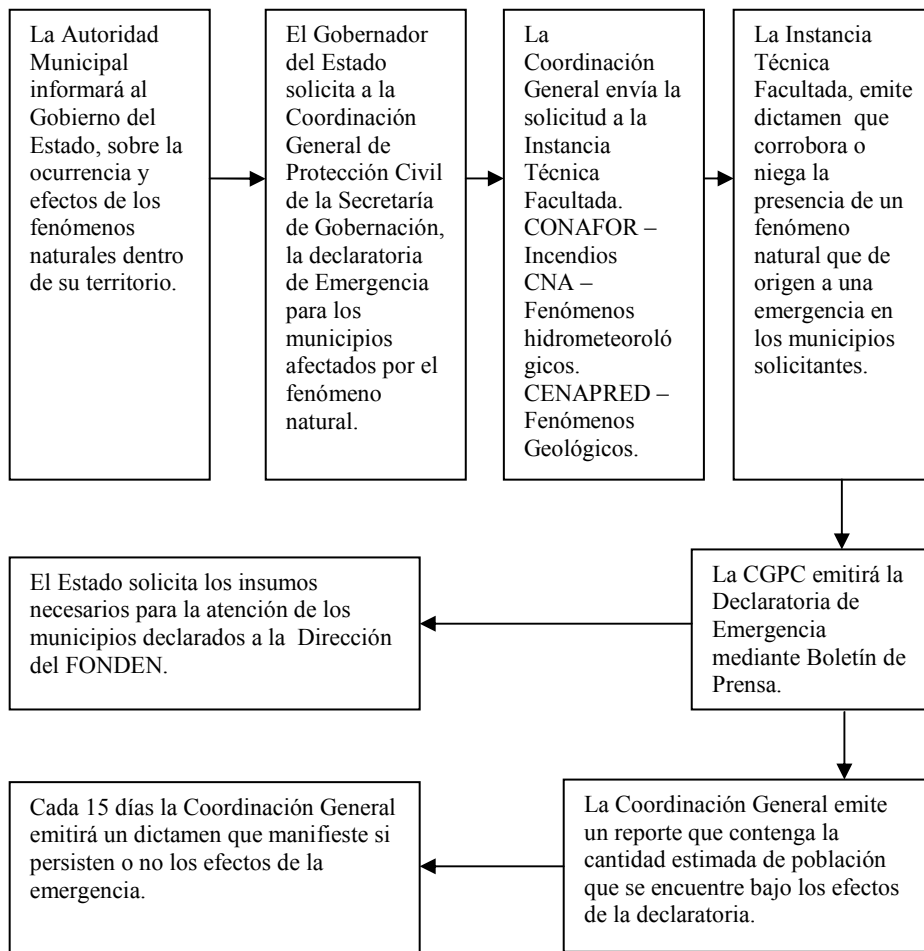 La Autoridad
Municipal
informará al
Gobierno del
Estado, sobre la
ocurrencia y
efectos de los
fenómenos
naturales dentro
de su territorio.
El Gobernador
del Estado
solicita a la
Coordinación
General de
Protección Civil
de la Secretaría
de Gobernación,
la declaratoria
de Emergencia
para los
municipios
afectados por el
fenómeno
natural.
La
Coordinación
General envía la
solicitud a la
Instancia
Técnica
Facultada.
CONAFOR –
Incendios
CNA –
Fenómenos
hidrometeoroló
gicos.
CENAPRED –
Fenómenos
Geológicos.
La Instancia
Técnica
Facultada, emite
dictamen que
corrobora o
niega la
presencia de un
fenómeno
natural que de
origen a una
emergencia en
los municipios
solicitantes.
La CGPC emitirá la
Declaratoria de
Emergencia
mediante Boletín de
Prensa.
El Estado solicita los insumos
necesarios para la atención de los
municipios declarados a la Dirección
del FONDEN.
La Coordinación General emite
un reporte que contenga la
cantidad estimada de población
que se encuentre bajo los efectos
de la declaratoria.
Cada 15 días la Coordinación General
emitirá un dictamen que manifieste si
persisten o no los efectos de la
emergencia.